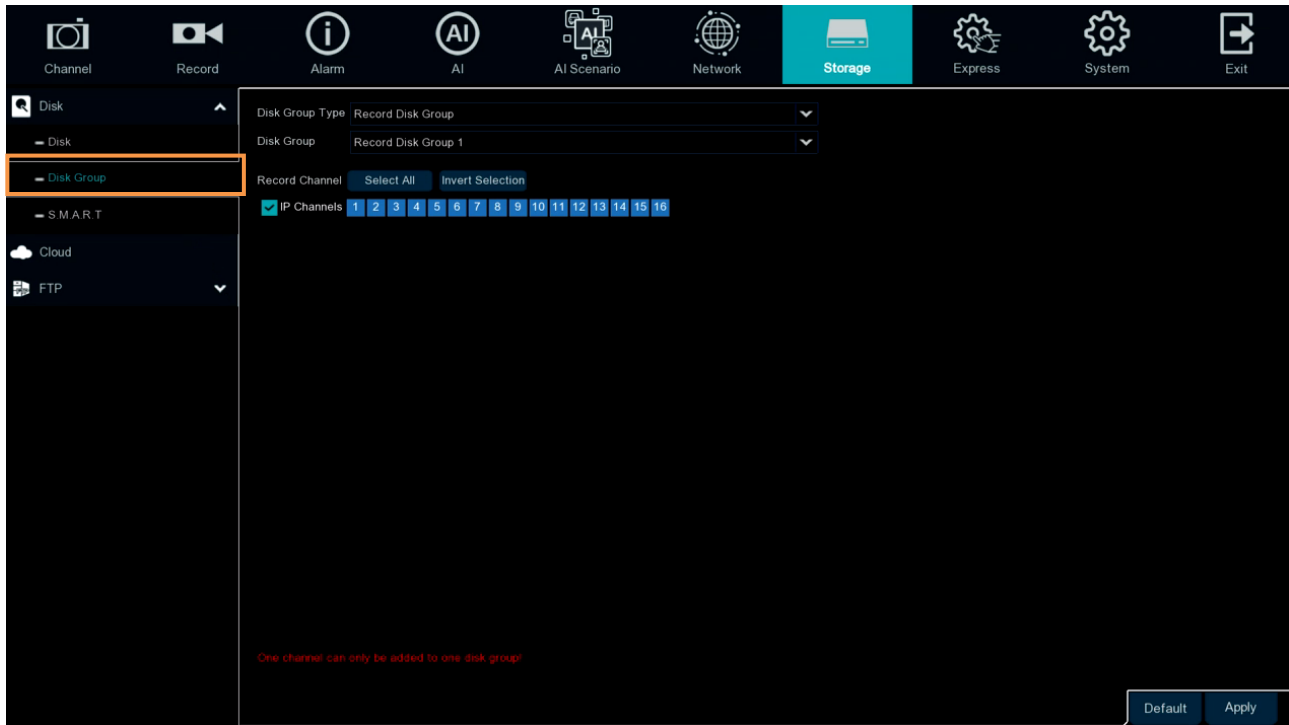 Channel Record Alarm AI AI Scenario Network Storage Express System Exit
Disk
Disk
Disk Group
S.M.A.R.T
Cloud
FTP
Disk Group Type Record Disk Group
Disk Group Record Disk Group 1
Record Channel Select All Invert Selection
IP Channels 1 2 3 4 5 6 7 8 9 10 11 12 13 14 15 16
One channel can only be added to one disk group!
Default Apply